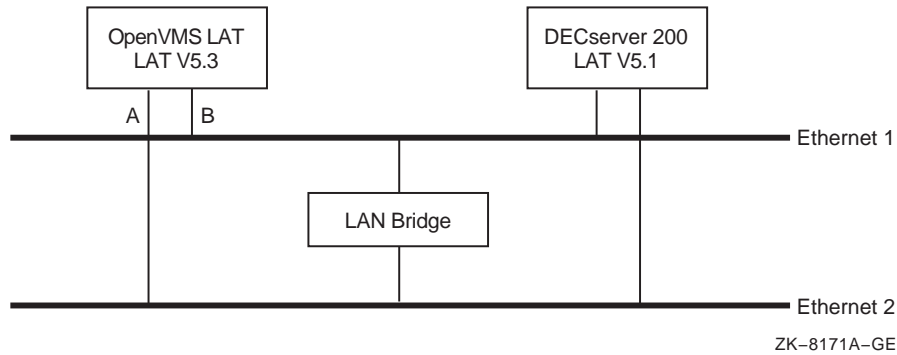 OpenVMS LAT
LAT V5.3
DECserver 200
LAT V5.1
A
B
Ethernet 1
LAN Bridge
Ethernet 2
ZK−8171A−GE